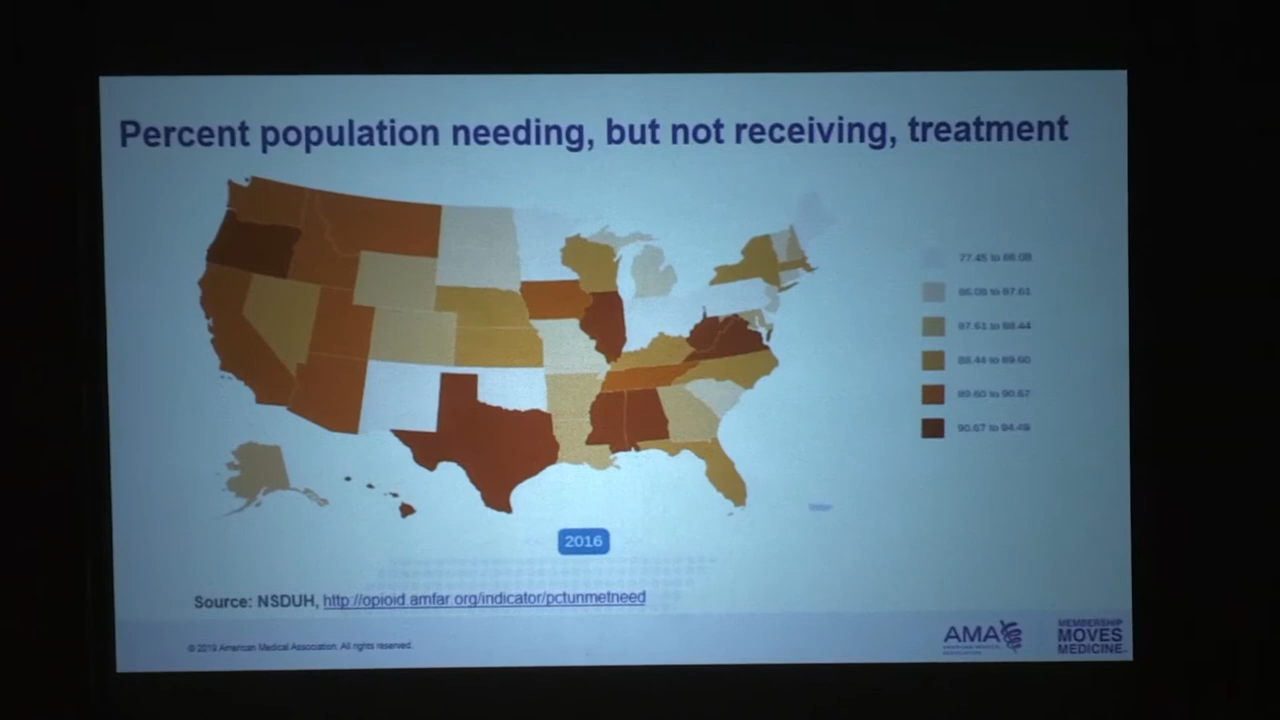 Percent population needing, but not receiving, treatment
77.45 to 86.08
86.08 to 87.61
87.61 to 88.44
88.44 to 89.60
89.60 to 90.67
90.67 to 94.49
2016
Source: NSDUH, http://opioid.amfar.org/indicator/pctunmetneed
© 2019 American Medical Association. All rights reserved.
AMA
AMERICAN MEDICAL
ASSOCIATION
MEMBERSHIP
MOVES
MEDICINE